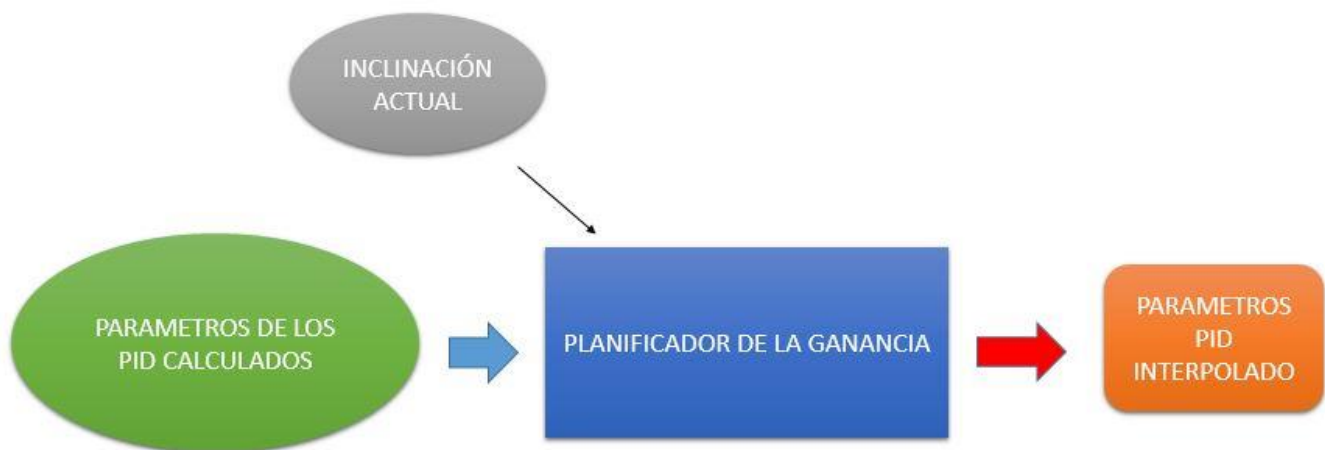 INCLINACIÓN
ACTUAL
PARAMETROS DE LOS
PID CALCULADOS
PLANIFICADOR DE LA GANANCIA
PARAMETROS
PID
INTERPOLADO